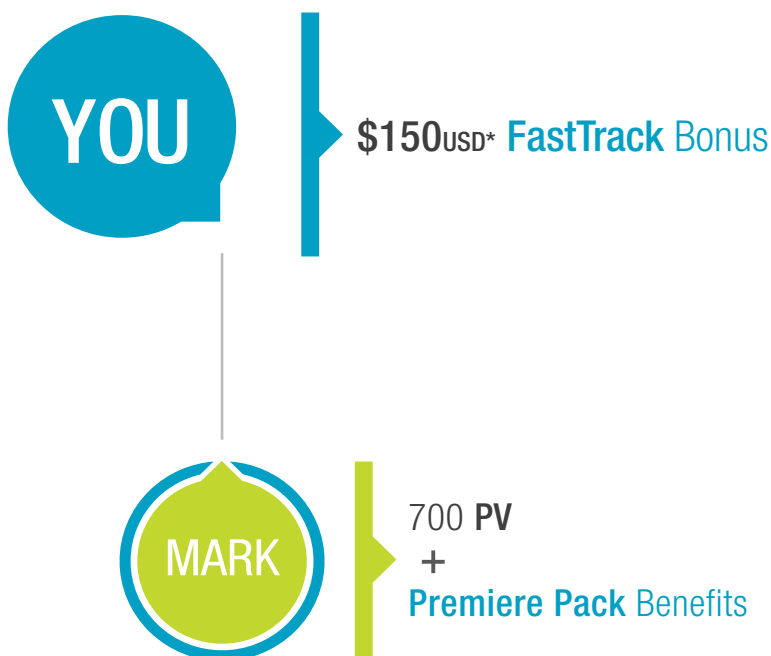 YOU
$150USD* FastTrack Bonus
MARK
700 PV
+
Premiere Pack Benefits